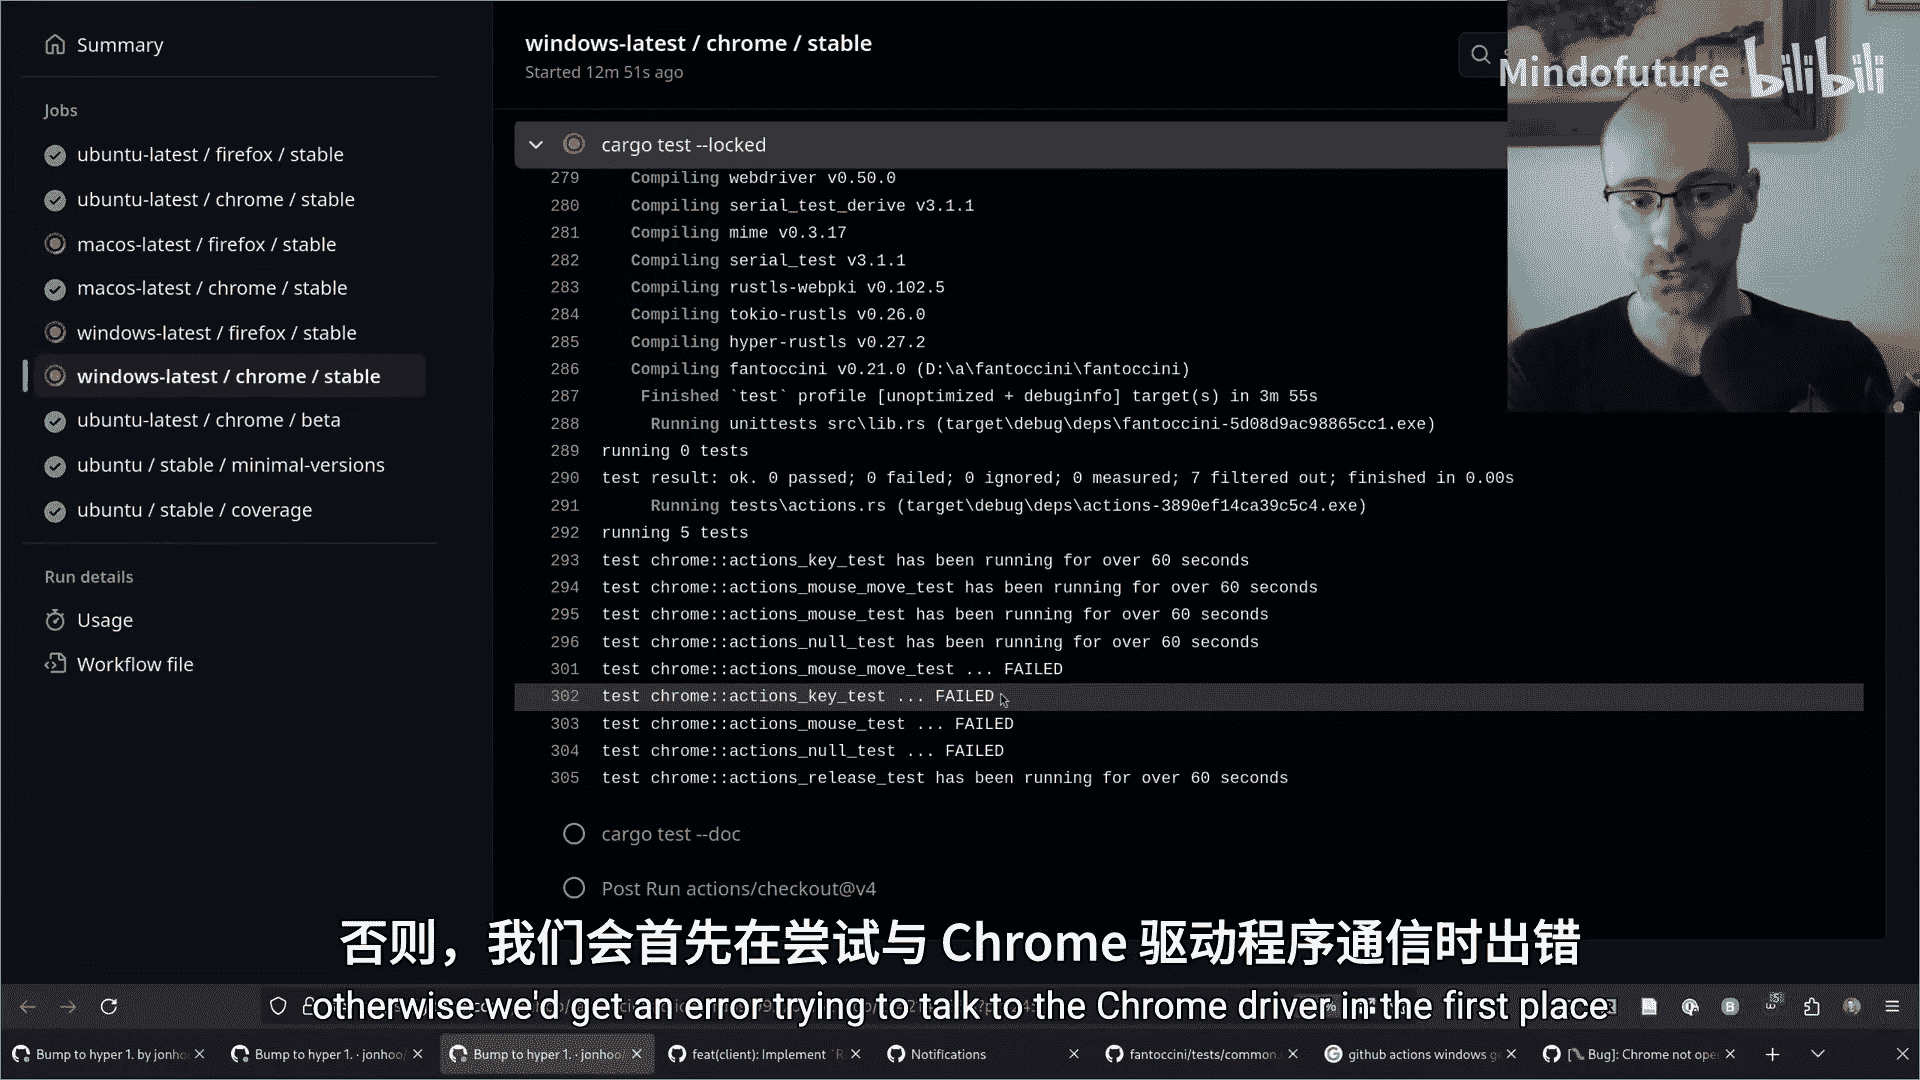 Summary
Jobs
ubuntu-latest / firefox / stable
ubuntu-latest / chrome / stable
macos-latest / firefox / stable
macos-latest / chrome / stable
windows-latest / firefox / stable
windows-latest / chrome / stable
ubuntu-latest / chrome / beta
ubuntu / stable / minimal-versions
ubuntu / stable / coverage
Run details
Usage
Workflow file
windows-latest / chrome / stable
Started 12m 51s ago
Mindofuture bilibili
cargo test --locked
279 Compiling webdriver v0.50.0
280 Compiling serial_test_derive v3.1.1
281 Compiling mime v0.3.17
282 Compiling serial_test v3.1.1
283 Compiling rustls-webpki v0.102.5
284 Compiling tokio-rustls v0.26.0
285 Compiling hyper-rustls v0.27.2
286 Compiling fantoccini v0.21.0 (D:\a\fantoccini\fantoccini)
287 Finished `test` profile [unoptimized + debuginfo] target(s) in 3m 55s
288 Running unittests src\lib.rs (target\debug\deps\fantoccini-5d08d9ac98865cc1.exe)
289 running 0 tests
290 test result: ok. 0 passed; 0 failed; 0 ignored; 0 measured; 7 filtered out; finished in 0.00s
291 Running tests\actions.rs (target\debug\deps\actions-3890ef14ca39c5c4.exe)
292 running 5 tests
293 test chrome::actions_key_test has been running for over 60 seconds
294 test chrome::actions_mouse_move_test has been running for over 60 seconds
295 test chrome::actions_mouse_test has been running for over 60 seconds
296 test chrome::actions_null_test has been running for over 60 seconds
301 test chrome::actions_mouse_move_test ... FAILED
302 test chrome::actions_key_test ... FAILED
303 test chrome::actions_mouse_test ... FAILED
304 test chrome::actions_null_test ... FAILED
305 test chrome::actions_release_test has been running for over 60 seconds
cargo test --doc
Post Run actions/checkout@v4
否则，我们会首先在尝试与 Chrome 驱动程序通信时出错
otherwise we'd get an error trying to talk to the Chrome driver in the first place
Bump to hyper 1. by jonho
Bump to hyper 1. · jonhoo/
Bump to hyper 1. · jonhoo/
feat(client): Implement `R
Notifications
fantoccini/tests/common.
github actions windows ge
[🐛 Bug]: Chrome not ope